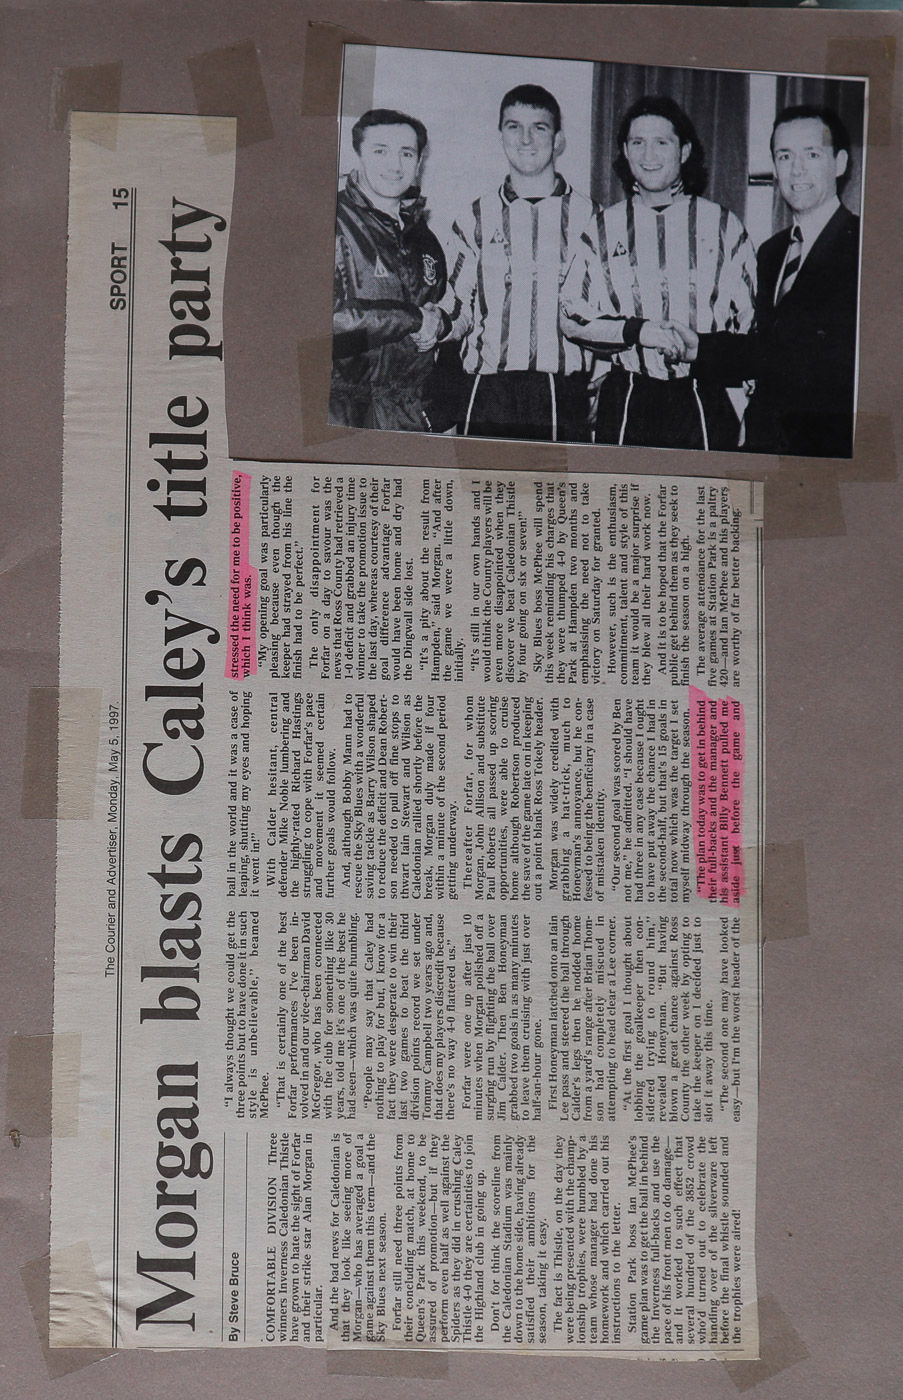 The Courier and Advertiser, Monday, May 5, 1997.
SPORT 15
Morgan blasts Caley's title party
By Steve Bruce
COMFORTABLE DIVISION Three
winners Inverness Caledonian Thistle
have grown to hate the sight of Forfar
and their strike star Alan Morgan in
particular.
And the bad news for Caledonian is
that they look like seeing more of
Morgan—who has averaged a goal a
game against them this term—and the
Sky Blues next season.
Forfar still need three points from
their concluding match, at home to
Queen's Park this weekend, to be
assured of promotion—but if they
perform even half as well against the
Spiders as they did in crushing Caley
Thistle 4-0 they are certainties to join
the Highland club in going up.
Don't for think the scoreline from
the Caledonian Stadium was mainly
down to the home side, having already
satisfied their ambitions for the
season, taking it easy.
The fact is Thistle, on the day they
were being presented with the champ-
ionship trophies, were humbled by a
team whose manager had done his
homework and which carried out his
instructions to the letter.
Station Park boss Ian McPhee's
game plan was to get the ball in behind
the Inverness full-backs and use the
pace of his front men to do damage—
and it worked to such effect that
several hundred of the 3852 crowd
who'd turned out to celebrate the
handing over of the silverware left
before the final whistle sounded and
the trophies were aired!
"I always thought we could get the
three points but to have done it in such
style is unbelievable," beamed
McPhee.
"That is certainly one of the best
Forfar performances I've been in-
volved in and our vice-chairman David
McGregor, who has been connected
with the club for something like 30
years, told me it's one of the best he
had seen—which was quite humbling.
"People may say that Caley had
nothing to play for but, I know for a
fact they were desperate to win their
last two games to beat the third
division points record we set under
Tommy Campbell two years ago and,
that does my players discredit because
there's no way 4-0 flattered us."
Forfar were one up after just 10
minutes when Morgan polished off a
surging run by flighting the ball over
Jim Calder. Then Ben Honeyman
grabbed two goals in as many minutes
to leave them cruising with just over
half-an-hour gone.
First Honeyman latched onto an Iain
Lee pass and steered the ball through
Calder's legs then he nodded home
from a yard's range after Brian Thom-
son had completely miscued in
attempting to head clear a Lee corner.
"At the first goal I thought about
lobbing the goalkeeper then con-
sidered trying to round him,"
revealed Honeyman. "But having
blown a great chance against Ross
County the other week by opting to
take the keeper on I decided just to
slot it away this time.
"The second one may have looked
easy—but I'm the worst header of the
ball in the world and it was a case of
leaping, shutting my eyes and hoping
it went in!"
With Calder hesitant, central
defender Mike Noble lumbering and
the highly-rated Richard Hastings
struggling to cope with Forfar's pace
and movement it seemed certain
further goals would follow.
And, although Bobby Mann had to
rescue the Sky Blues with a wonderful
saving tackle as Barry Wilson shaped
to reduce the deficit and Dean Robert-
son needed to pull off fine stops to
thwart Iain Stewart and Wilson as
Caledonian rallied shortly before the
break, Morgan duly made if four
within a minute of the second period
getting underway.
Thereafter Forfar, for whom
Morgan, John Allison and substitute
Paul Roberts all passed up scoring
opportunities, were able to cruise
home although Robertson produced
the save of the game late on in keeping
out a point blank Ross Tokely header.
Morgan was widely credited with
grabbing a hat-trick, much to
Honeyman's annoyance, but he con-
fessed to being the beneficiary in a case
of mistaken identity.
"Our second goal was scored by Ben
not me," he admitted. "I should have
had three in any case because I ought
to have put away the chance I had in
the second-half, but that's 15 goals in
total now which was the target I set
myself midway through the season.
"The plan today was to get in behind
their full-backs and the manager and
his assistant Billy Bennett pulled me
aside just before the game and
stressed the need for me to be positive,
which I think was.
"My opening goal was particularly
pleasing because even though the
keeper had strayed from his line the
finish had to be perfect."
The only disappointment for
Forfar on a day to savour was the
news that Ross County had retrieved a
1-0 deficit and grabbed an injury time
winner to take the promotion issue to
the last day, whereas courtesy of their
goal difference advantage Forfar
would have been home and dry had
the Dingwall side lost.
"It's a pity about the result from
Hampden," said Morgan. "And after
the game we were a little down,
initially.
"It's still in our own hands and I
would think the County players will be
even more disappointed when they
discover we beat Caledonian Thistle
by four going on six or seven!"
Sky Blues boss McPhee will spend
this week reminding his charges that
they were thumped 4-0 by Queen's
Park at Hampden two months and
emphasising the need not to take
victory on Saturday for granted.
However, such is the enthusiasm,
commitment, talent and style of this
team it would be a major surprise if
they blew all their hard work now.
And it is to be hoped that the Forfar
public get behind them as they seek to
finish the season on a high.
The average attendance for the last
five games at Station Park is a paltry
420—and Ian McPhee and his players
are worthy of far better backing.